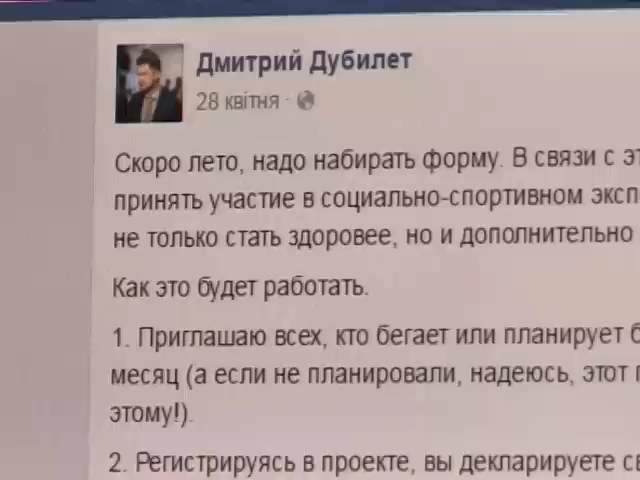 Дмитрий Дубилет
28 квітня ·
Скоро лето, надо набирать форму. В связи с
принять участие в социально-спортивном
не только стать здоровее, но и дополнительно
Как это будет работать.
1. Приглашаю всех, кто бегает или планирует
месяц (а если не планировали, надеюсь, этот
этому!).
2. Регистрируясь в проекте, вы декларируете